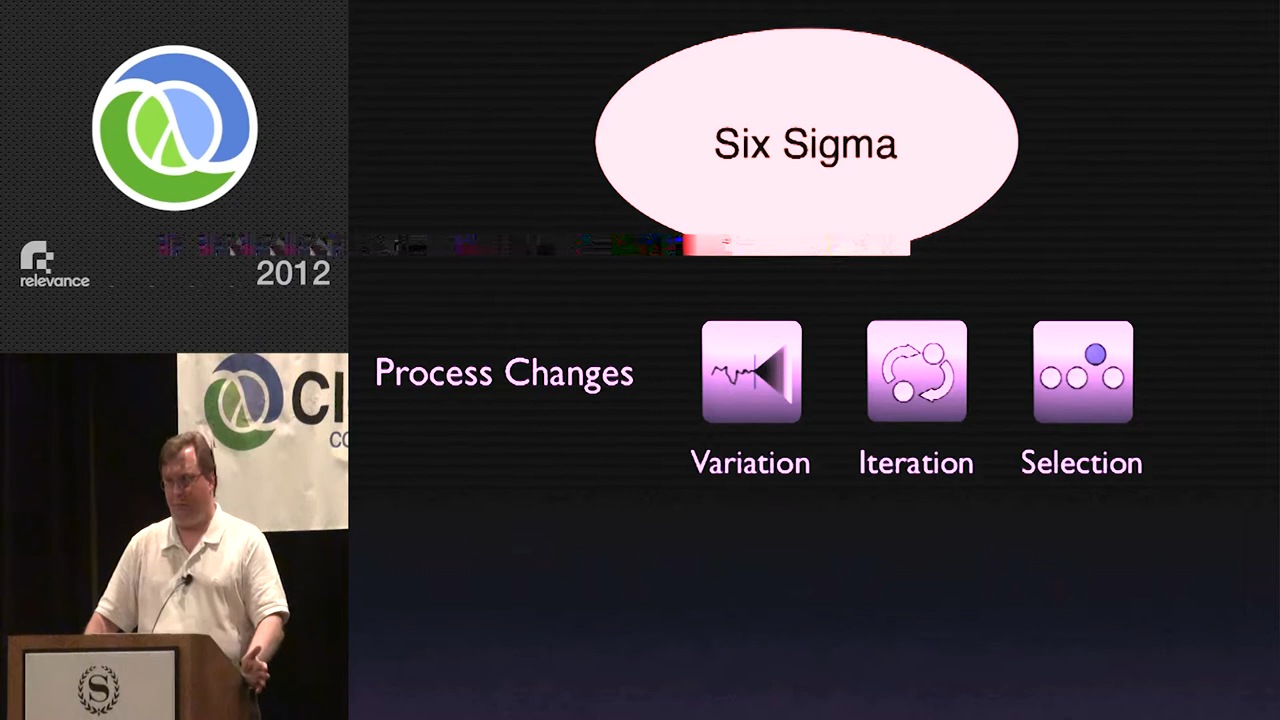 relevance
2012
Six Sigma
Process Changes
Variation
Iteration
Selection
S